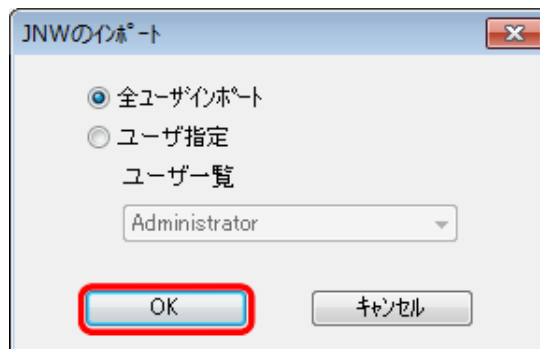 JNWのｲﾝﾎﾟｰﾄ
全ﾕｰｻﾞｲﾝﾎﾟｰﾄ
ユーザ指定
ユーザ一覧
Administrator
OK
ｷｬﾝｾﾙ